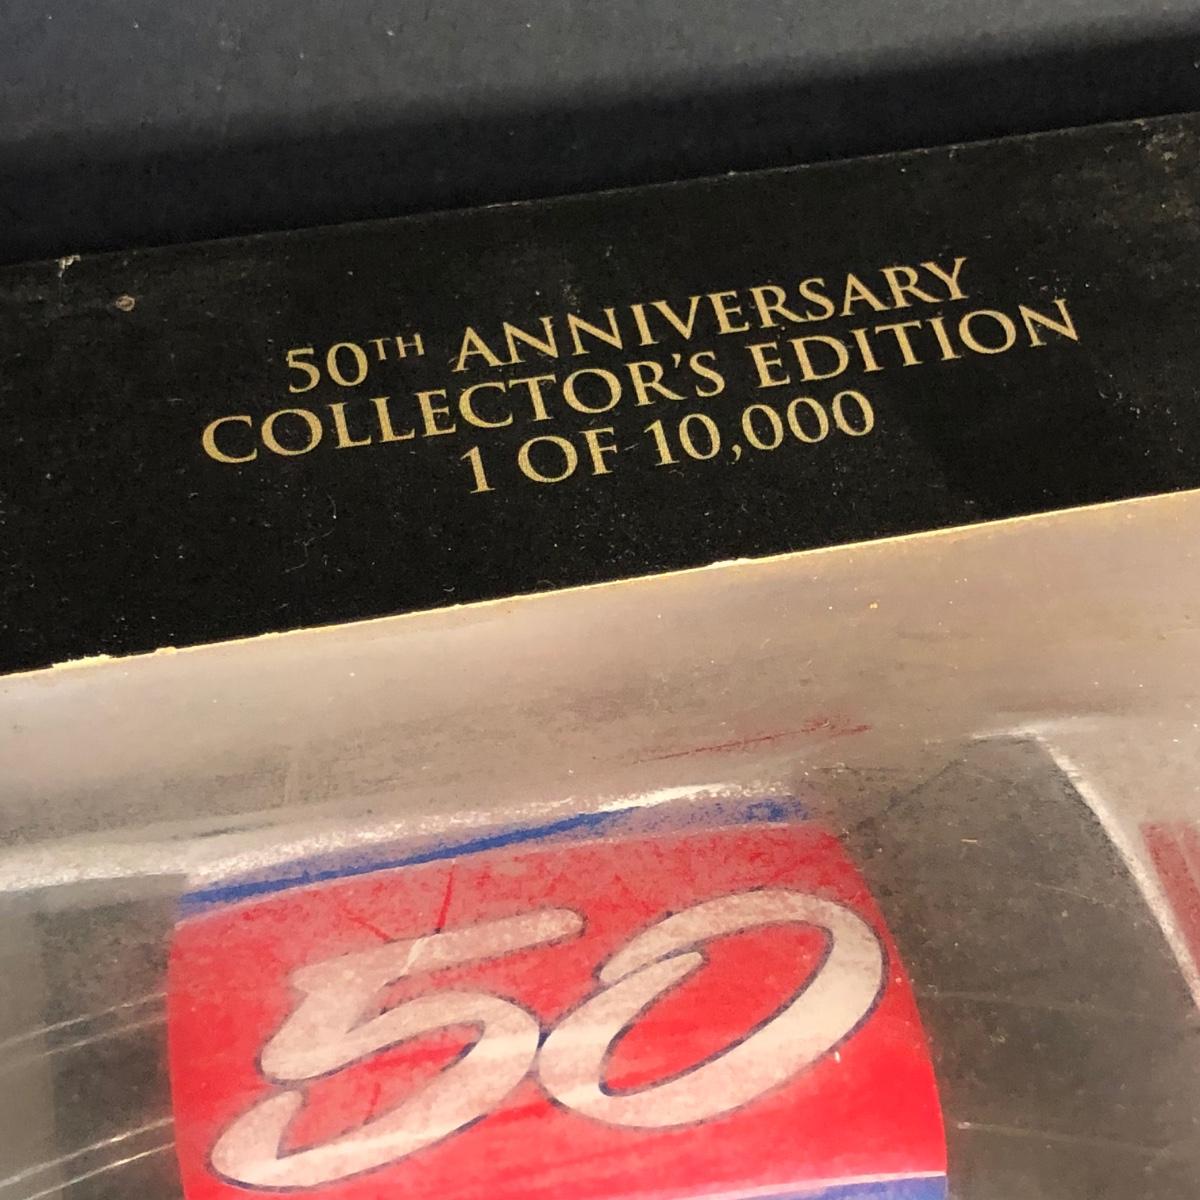 50TH ANNIVERSARY
COLLECTOR'S EDITION
1 OF 10,000
50